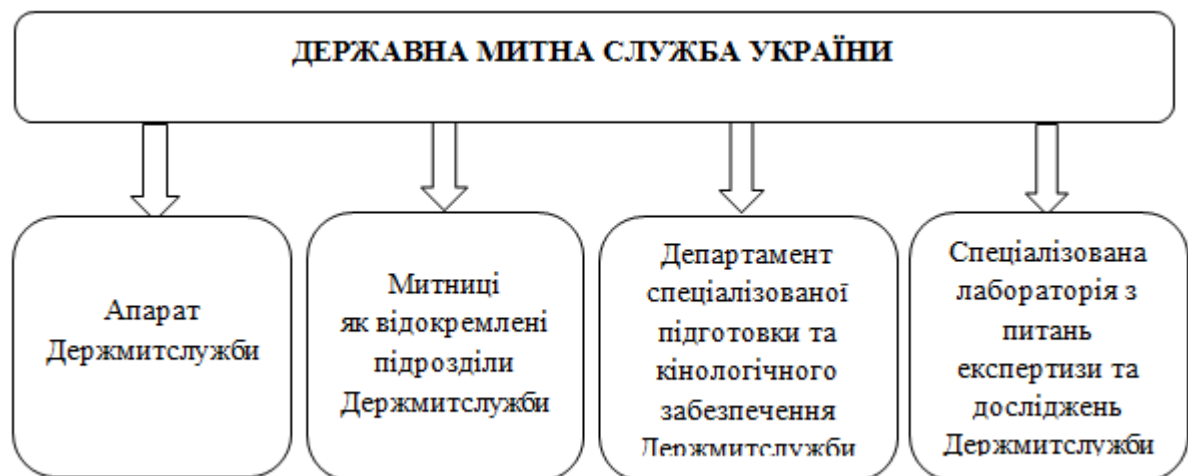 ДЕРЖАВНА МИТНА СЛУЖБА УКРАЇНИ
Апарат
Держмитслужби
Митниці
як відокремлені
підрозділи
Держмитслужби
Департамент
спеціалізованої
підготовки та
кінологічного
забезпечення
Держмитслужби
Спеціалізована
лабораторія з
питань
експертизи та
досліджень
Держмитслужби